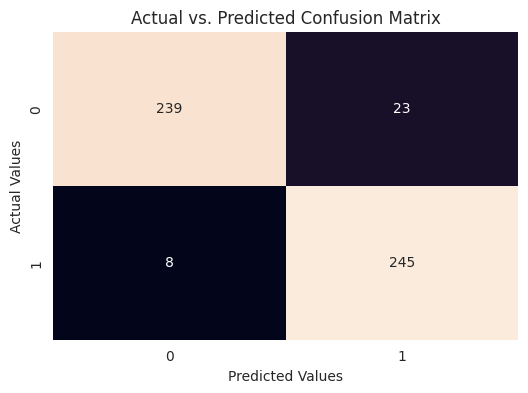 Actual vs. Predicted Confusion Matrix
Actual Values
0
239
23
1
8
245
0
1
Predicted Values